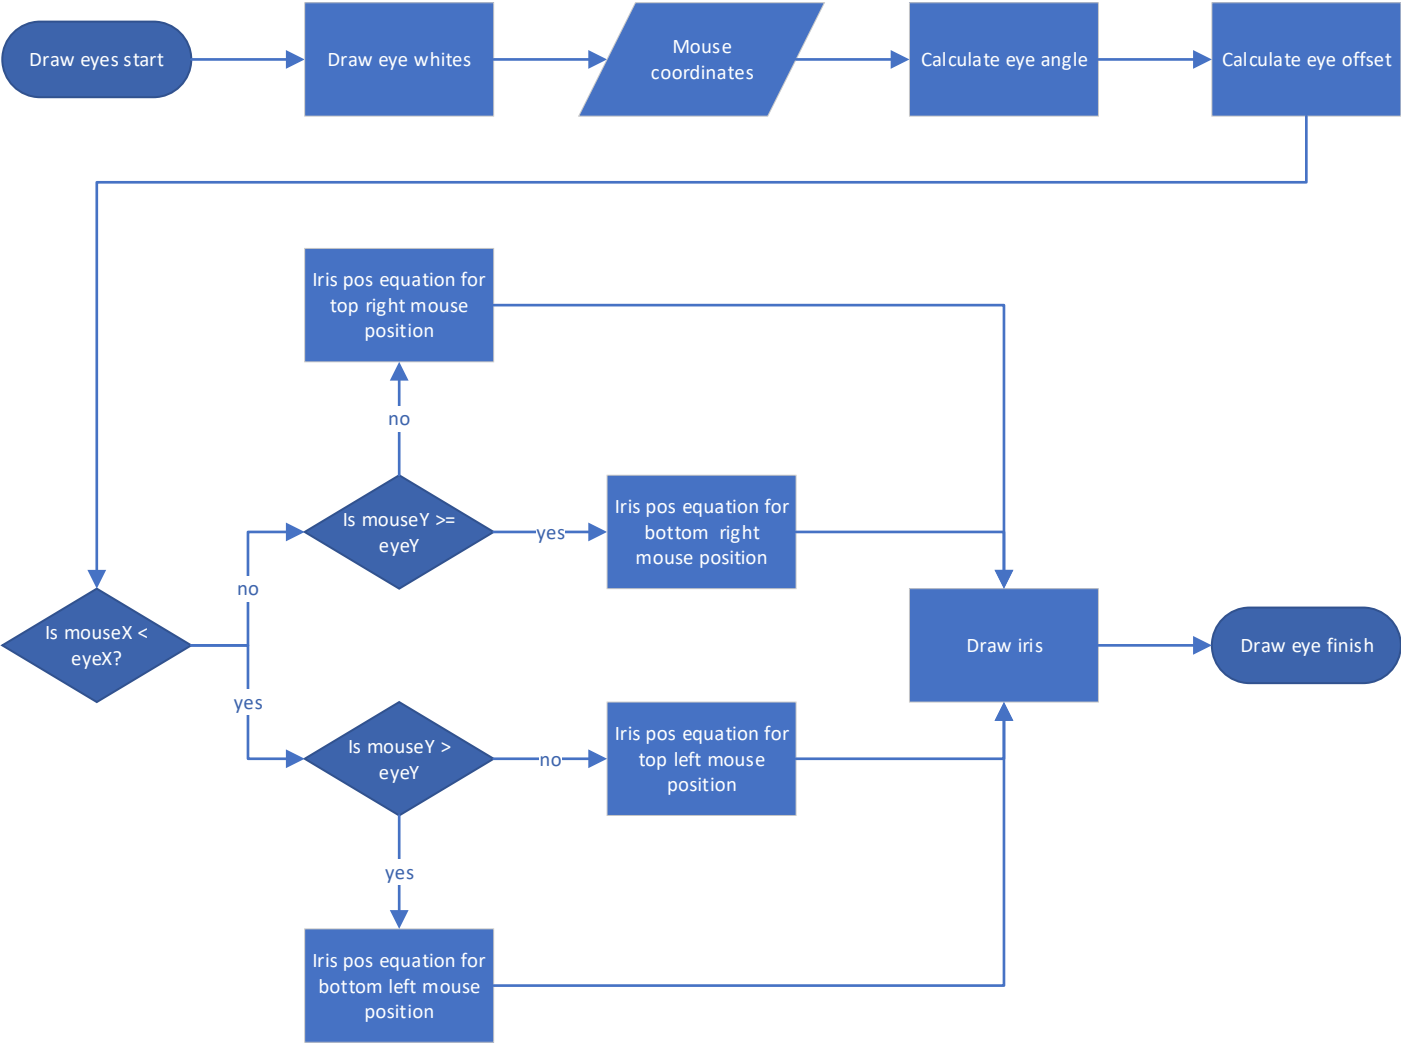 Draw eyes start
Draw eye whites
Mouse
coordinates
Calculate eye angle
Calculate eye offset
Iris pos equation for
top right mouse
position
no
Is mouseY >=
eyeY
yes
Iris pos equation for
bottom right
mouse position
no
Is mouseX <
eyeX?
yes
Draw iris
Draw eye finish
Is mouseY >
eyeY
no
Iris pos equation for
top left mouse
position
yes
Iris pos equation for
bottom left mouse
position